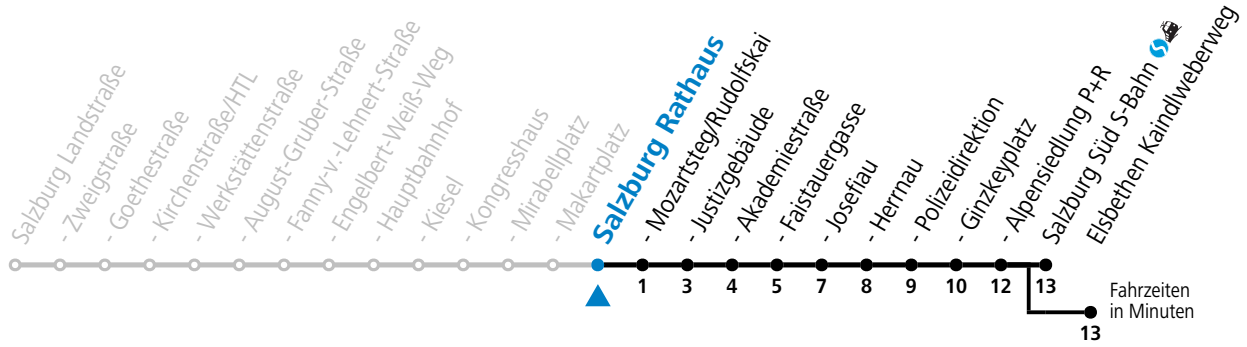 Salzburg Landstraße
- Zweigstraße
- Goethestraße
- Kirchenstraße/HTL
- Werkstättenstraße
- August-Gruber-Straße
- Fanny-v.-Lehnert-Straße
- Engelbert-Weiß-Weg
- Hauptbahnhof
- Kiesel
- Kongresshaus
- Mirabellplatz
- Makartplatz
Salzburg Rathaus
- Mozartsteg/Rudolfskai
- Justizgebäude
- Akademiestraße
- Faistauergasse
- Josefiau
- Herrnau
- Polizeidirektion
- Ginzkeyplatz
- Alpensiedlung P+R
Salzburg Süd S-Bahn
Elsbethen Kaindlweberweg
1 3 4 5 7 8 9 10 12 13
Fahrzeiten
in Minuten
13